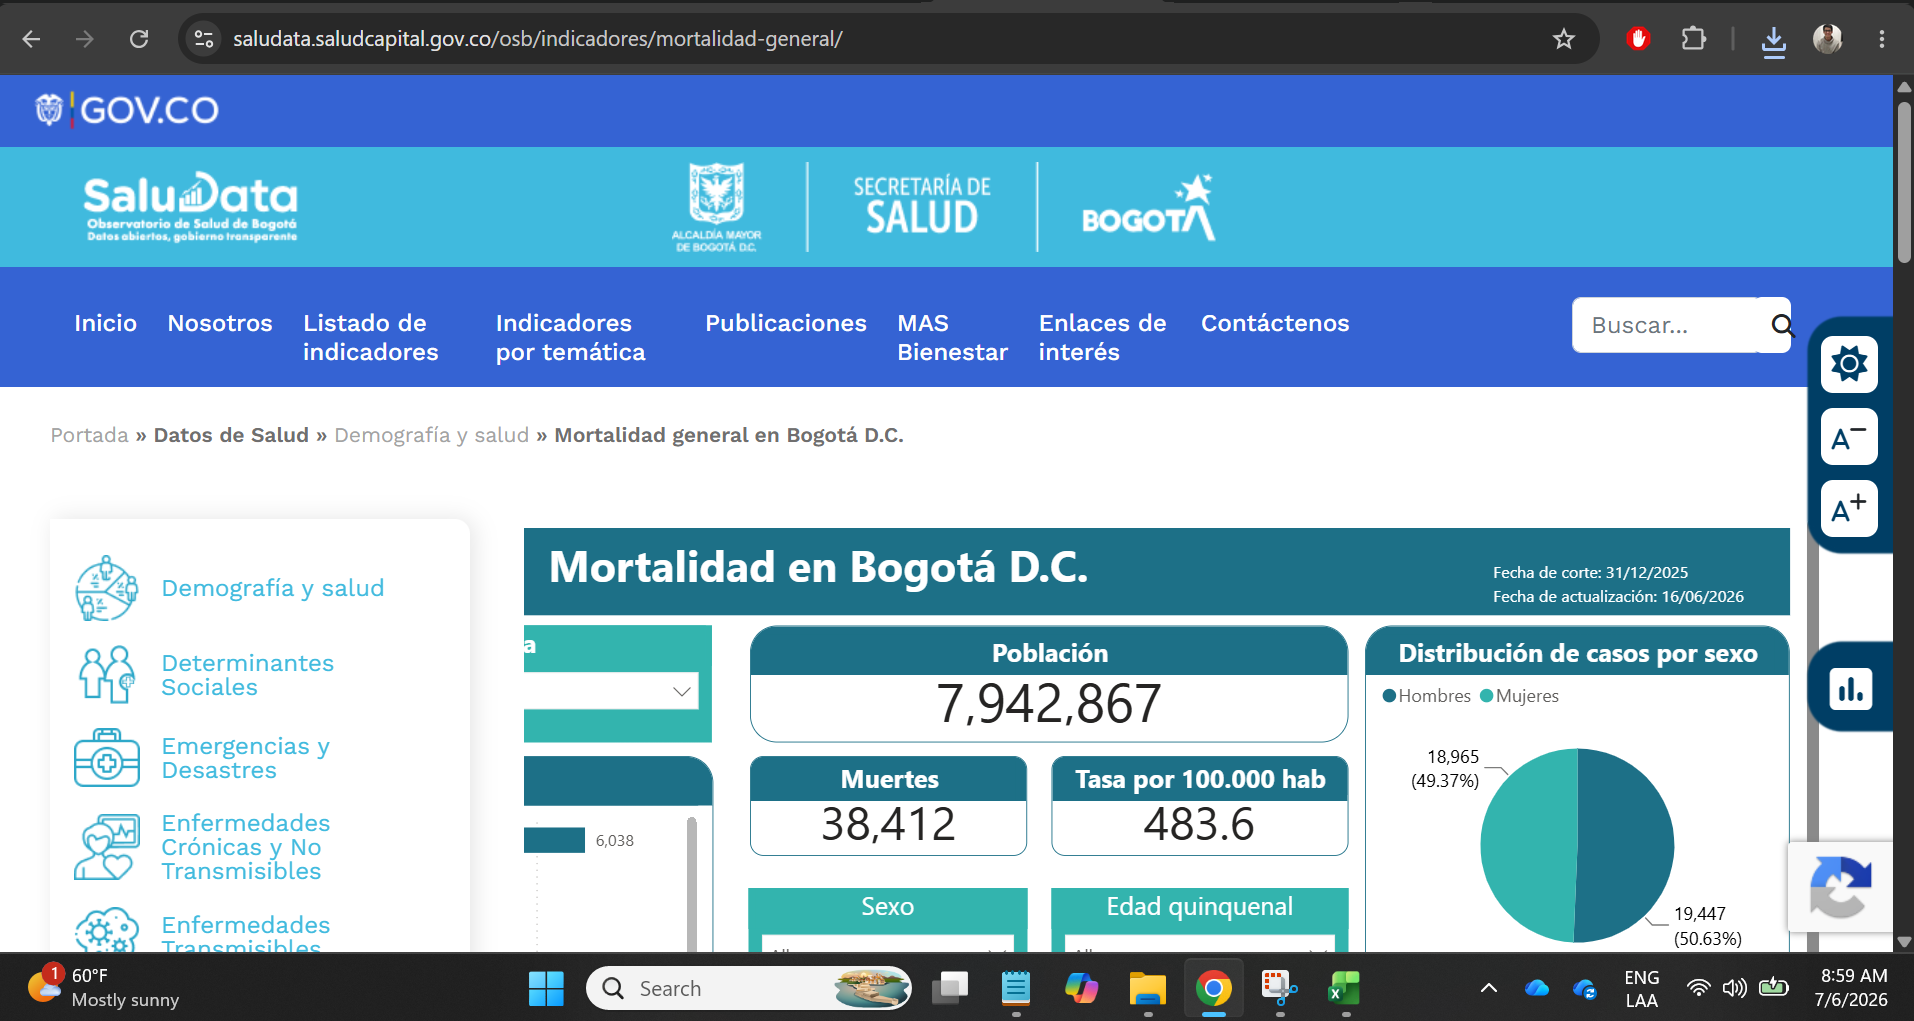 saludata.saludcapital.gov.co/osb/indicadores/mortalidad-general/
GOV.CO
SaluData
Observatorio de Salud de Bogotá
Datos abiertos, gobierno transparente
ALCALDÍA MAYOR
DE BOGOTÁ D.C.
SECRETARÍA DE
SALUD
BOGOTÁ
Inicio
Nosotros
Listado de
indicadores
Indicadores
por temática
Publicaciones
MAS
Bienestar
Enlaces de
interés
Contáctenos
Buscar...
A-
A+
Portada » Datos de Salud » Demografía y salud » Mortalidad general en Bogotá D.C.
Demografía y salud
Determinantes
Sociales
Emergencias y
Desastres
Enfermedades
Crónicas y No
Transmisibles
Enfermedades
Transmisibles
Mortalidad en Bogotá D.C.
Fecha de corte: 31/12/2025
Fecha de actualización: 16/06/2026
a
6,038
Población
7,942,867
Muertes
38,412
Tasa por 100.000 hab
483.6
Sexo
Edad quinquenal
Distribución de casos por sexo
Hombres Mujeres
18,965
(49.37%)
19,447
(50.63%)
1
60°F
Mostly sunny
Search
ENG
LAA
8:59 AM
7/6/2026